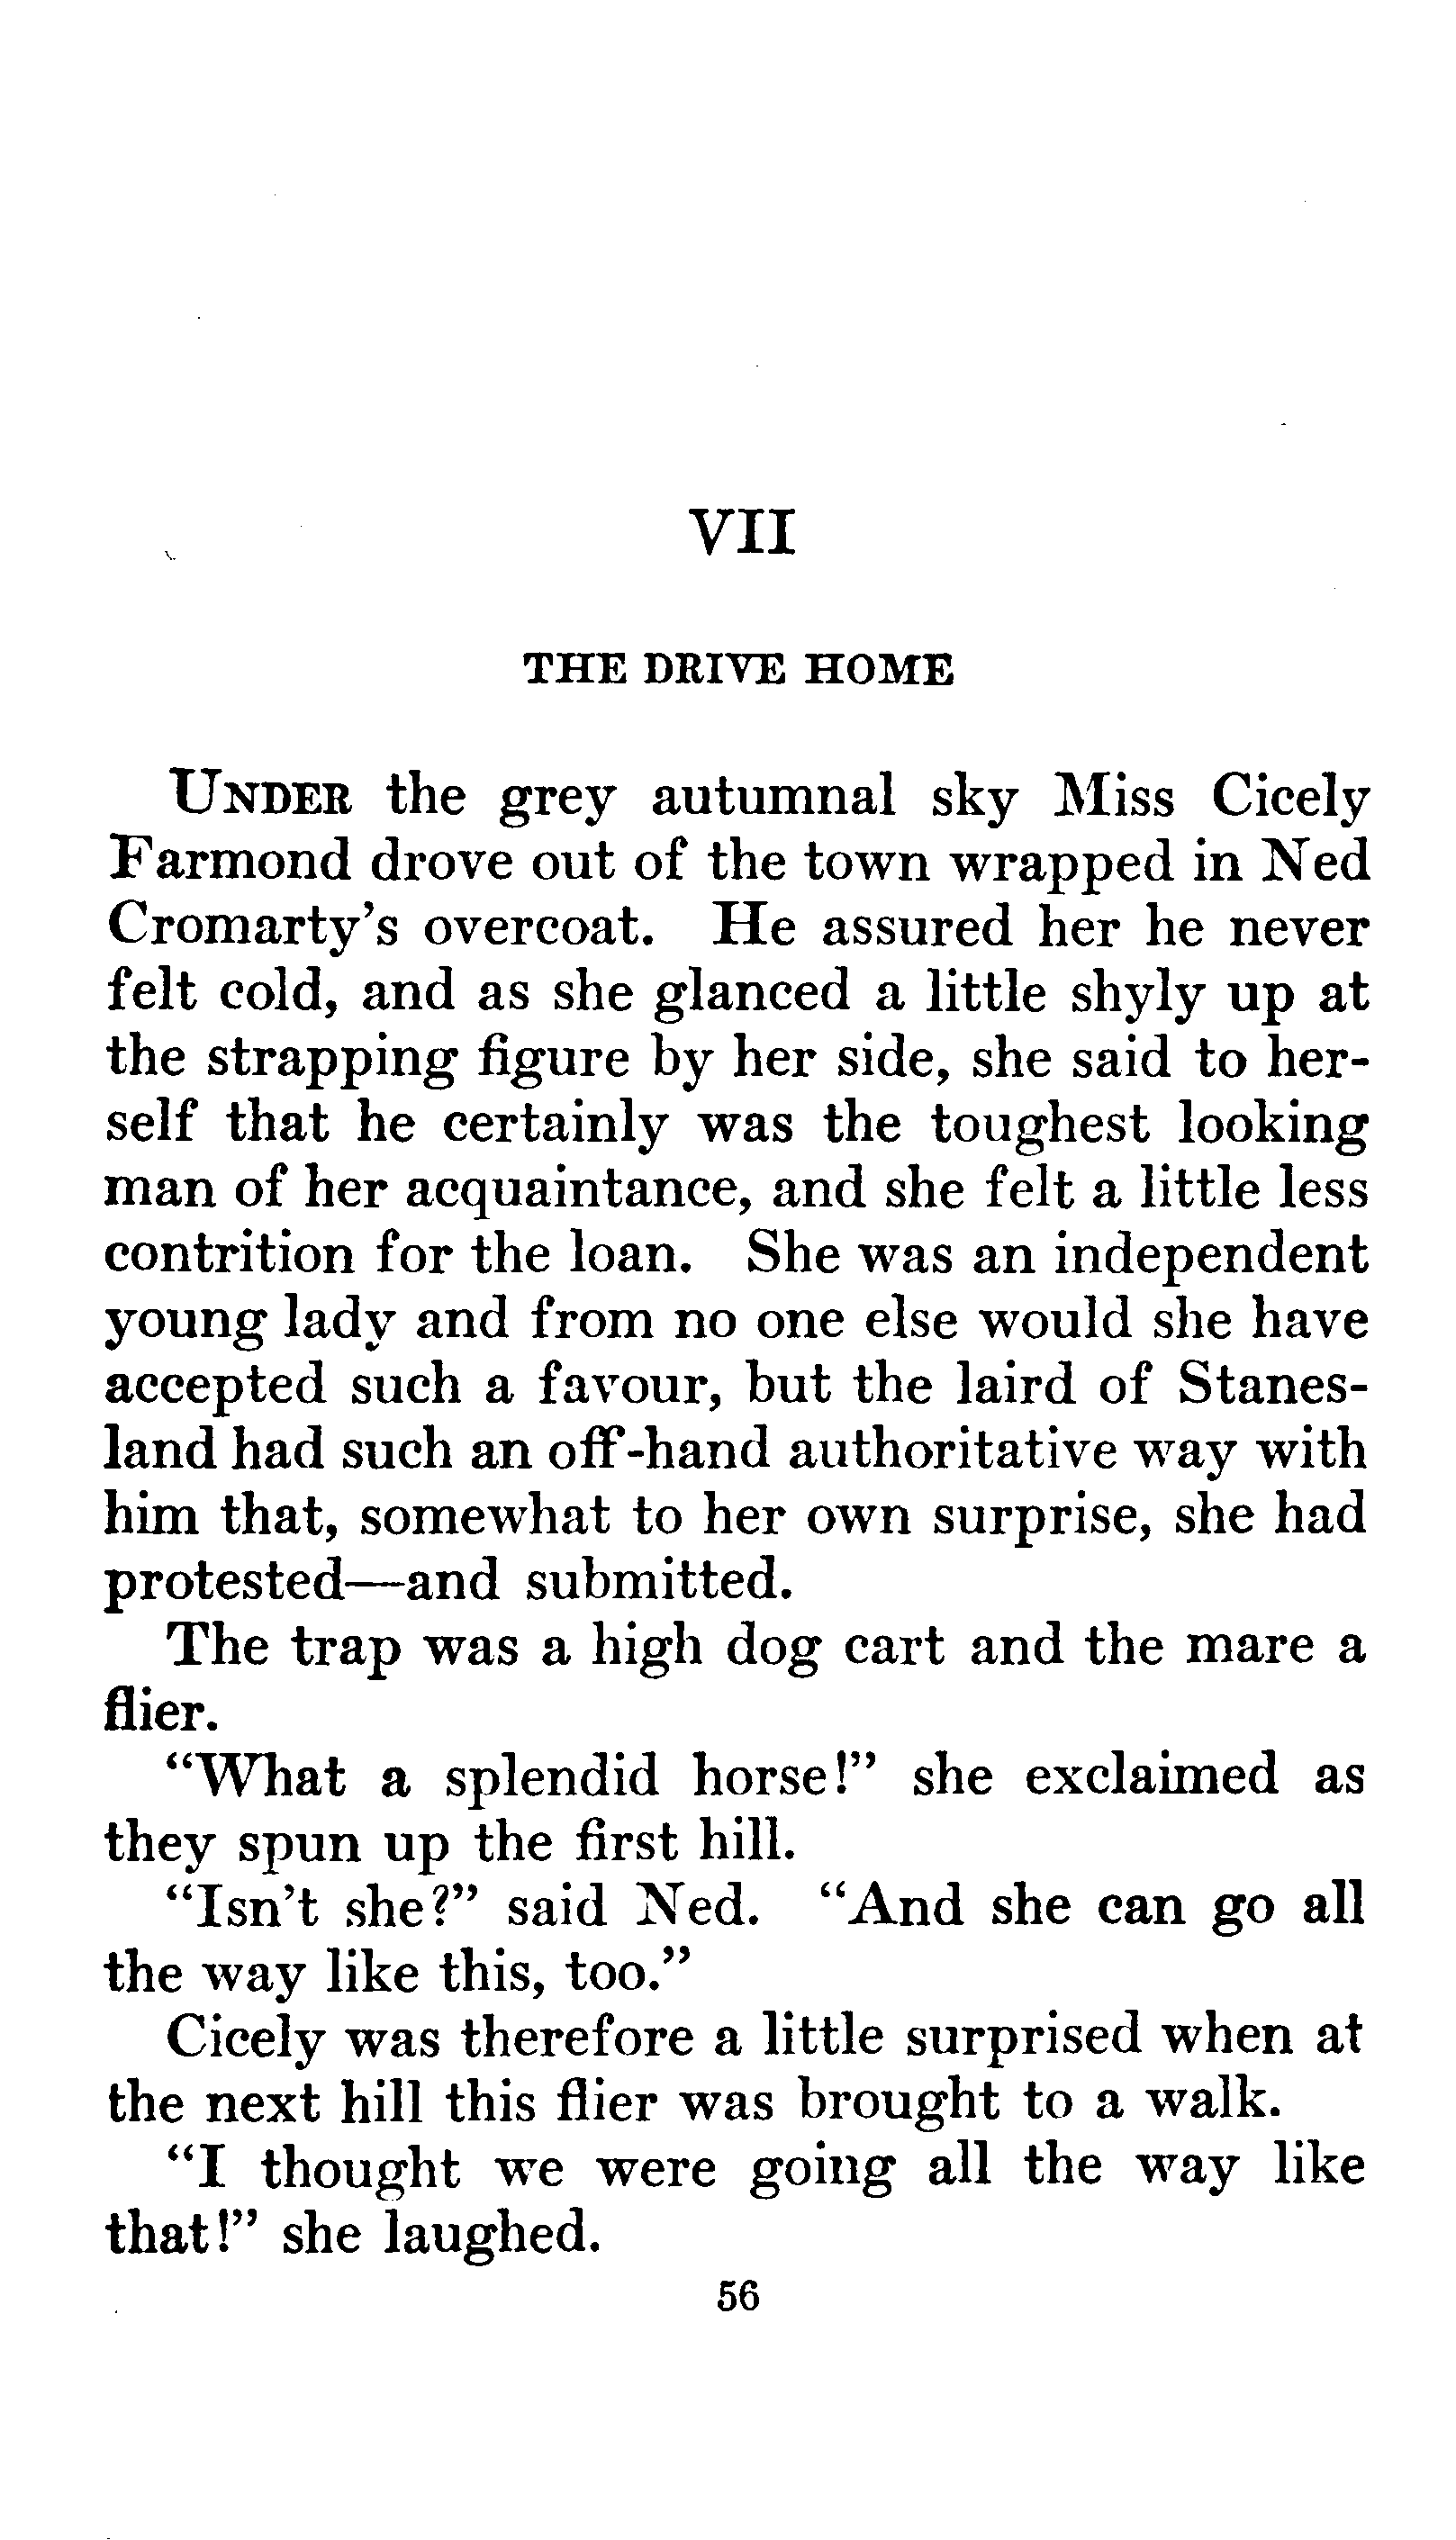 VII
THE DRIVE HOME
UNDER the grey autumnal sky Miss Cicely
Farmond drove out of the town wrapped in Ned
Cromarty's overcoat. He assured her he never
felt cold, and as she glanced a little shyly up at
the strapping figure by her side, she said to her-
self that he certainly was the toughest looking
man of her acquaintance, and she felt a little less
contrition for the loan. She was an independent
young lady and from no one else would she have
accepted such a favour, but the laird of Stanes-
land had such an off-hand authoritative way with
him that, somewhat to her own surprise, she had
protested—and submitted.
The trap was a high dog cart and the mare a
flier.
"What a splendid horse!" she exclaimed as
they spun up the first hill.
"Isn't she?" said Ned. "And she can go all
the way like this, too."
Cicely was therefore a little surprised when at
the next hill this flier was brought to a walk.
"I thought we were going all the way like
that!" she laughed.
56